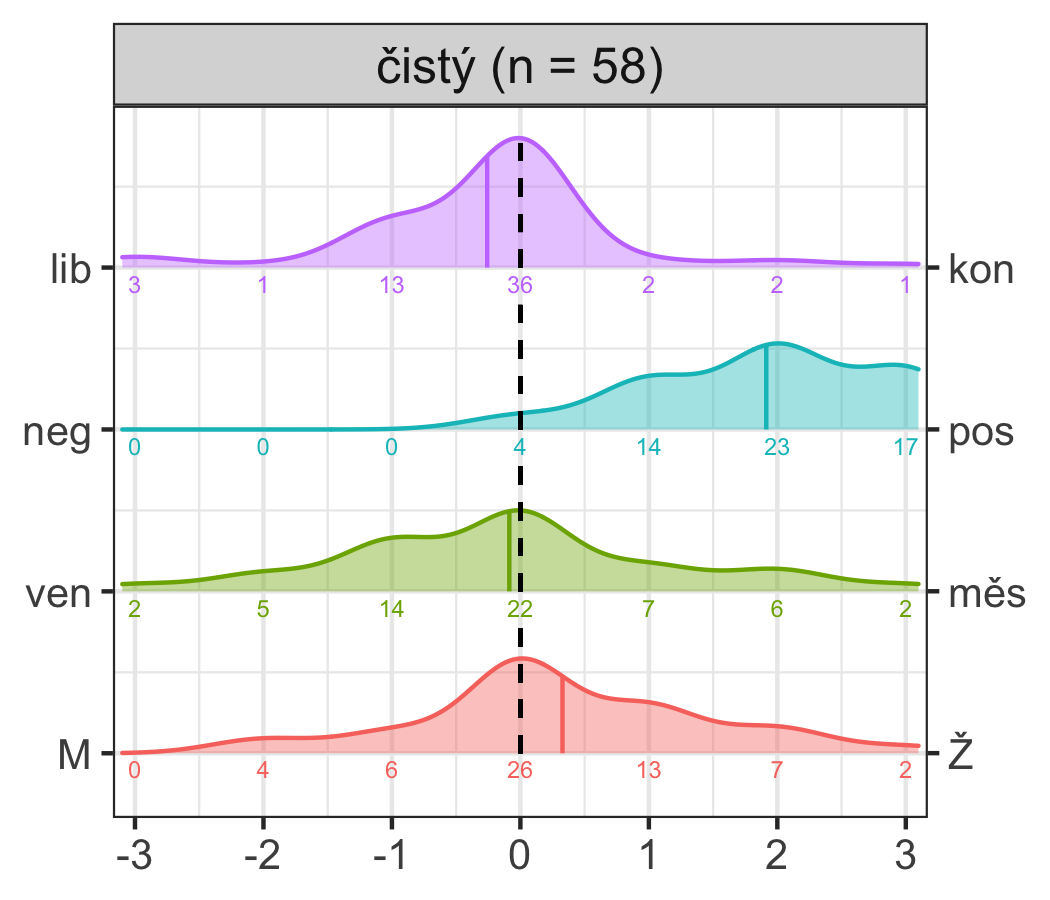 čistý (n = 58)
lib kon
3 1 13 36 2 2 1
neg pos
0 0 0 4 14 23 17
ven měs
2 5 14 22 7 6 2
M Ž
0 4 6 26 13 7 2
-3 -2 -1 0 1 2 3